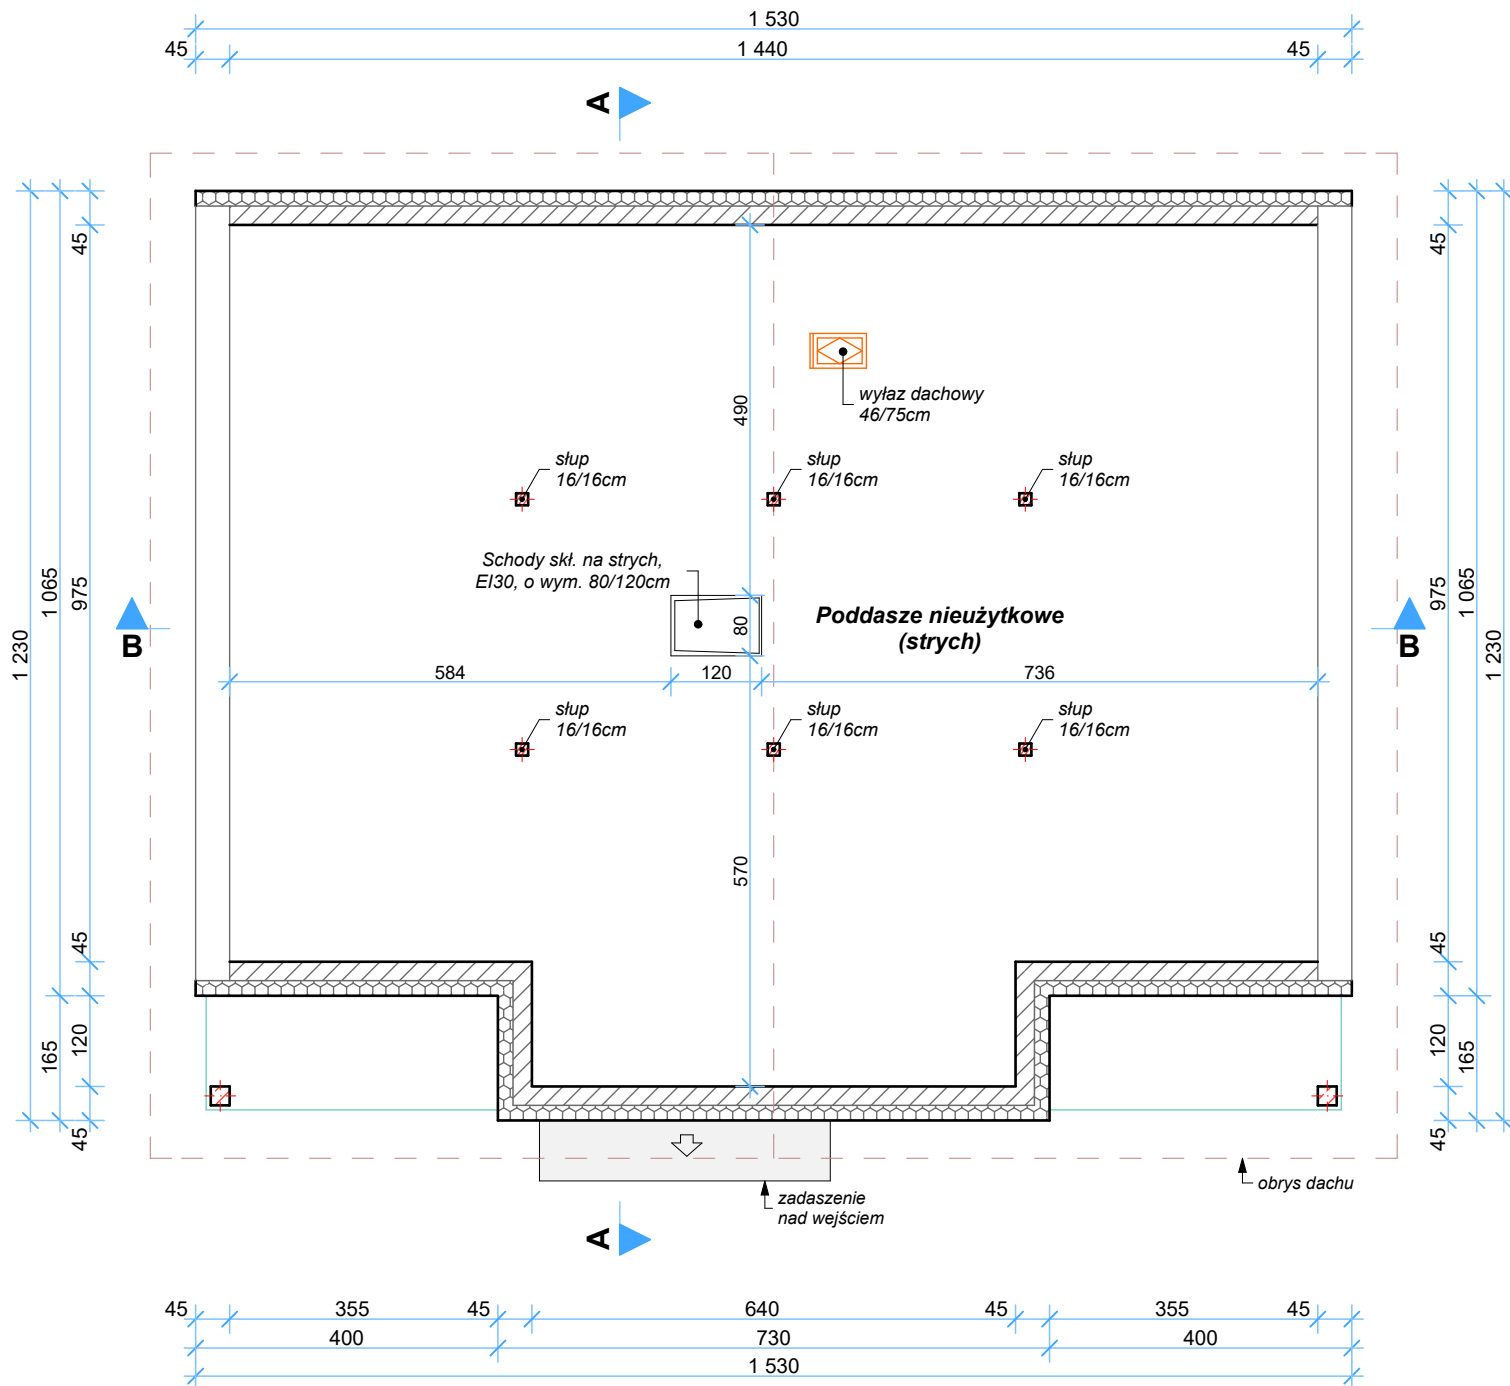 1 530
45
1 440
45
A
45
45
490
wyłaz dachowy
46/75cm
słup
16/16cm
słup
16/16cm
słup
16/16cm
Schody skł. na strych,
EI30, o wym. 80/120cm
80
Poddasze nieużytkowe
(strych)
1 230
1 065
975
B
975
1 065
1 230
B
584
120
736
słup
16/16cm
słup
16/16cm
słup
16/16cm
570
45
45
165
120
45
120
165
45
zadaszenie
nad wejściem
obrys dachu
A
45
355
45
640
45
355
45
400
730
400
1 530